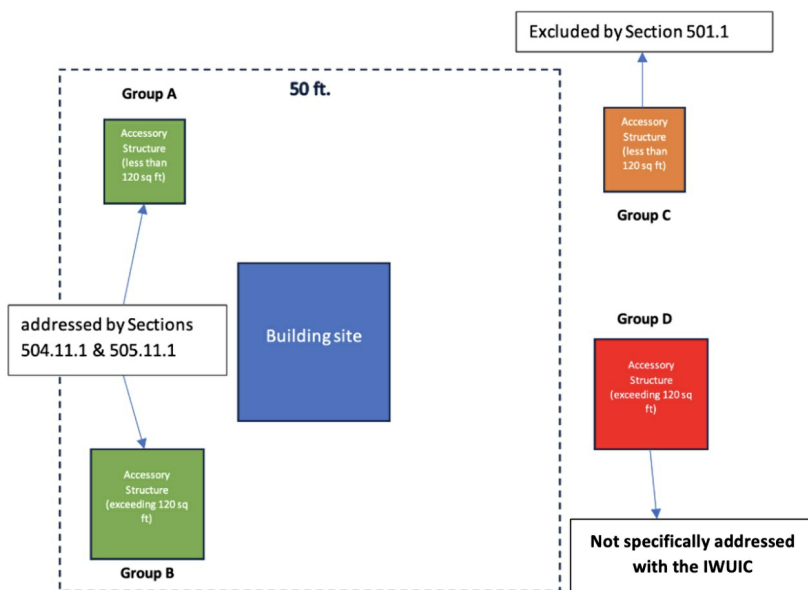 Excluded by Section 501.1
50 ft.
Group A
Accessory
Structure
(less than
120 sq ft)
Accessory
Structure
(less than
120 sq ft)
Group C
addressed by Sections
504.11.1 & 505.11.1
Building site
Group D
Accessory
Structure
(exceeding 120 sq
ft)
Accessory
Structure
(exceeding 120 sq
ft)
Group B
Not specifically addressed
with the IWUIC